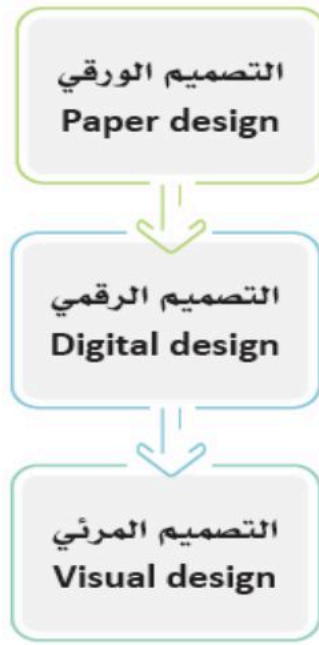 التصميم الورقي
Paper design
التصميم الرقمي
Digital design
التصميم المرئي
Visual design